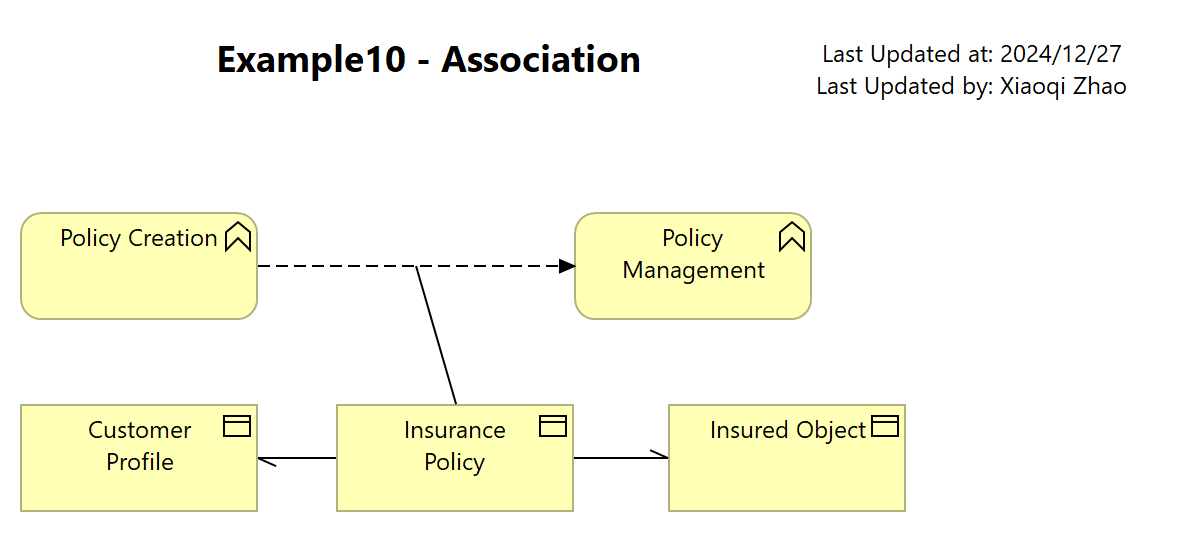 Example10 - Association
Last Updated at: 2024/12/27
Last Updated by: Xiaoqi Zhao
Policy Creation
Policy
Management
Customer
Profile
Insurance
Policy
Insured Object